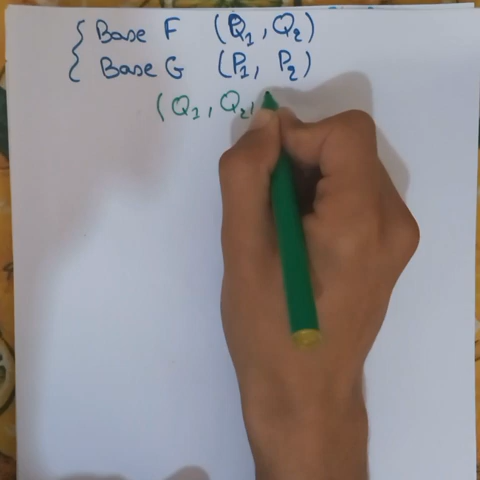 Base F (Q₁, Q₂)
Base G (P₁, P₂)
(Q₁, Q₂,